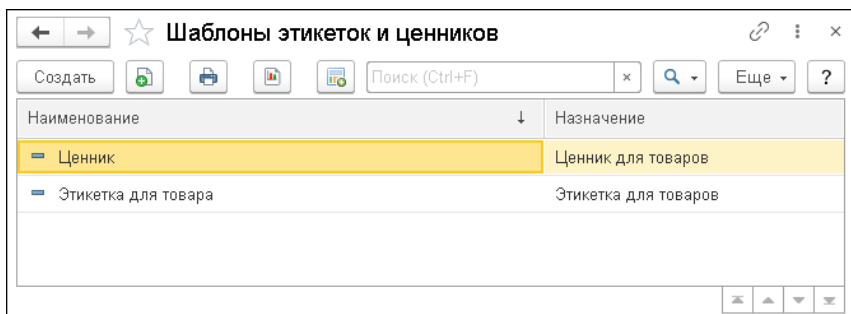 Шаблоны этикеток и ценников
Создать Поиск (Ctrl+F) × Еще ?
Наименование ↓ Назначение
Ценник Ценник для товаров
Этикетка для товара Этикетка для товаров